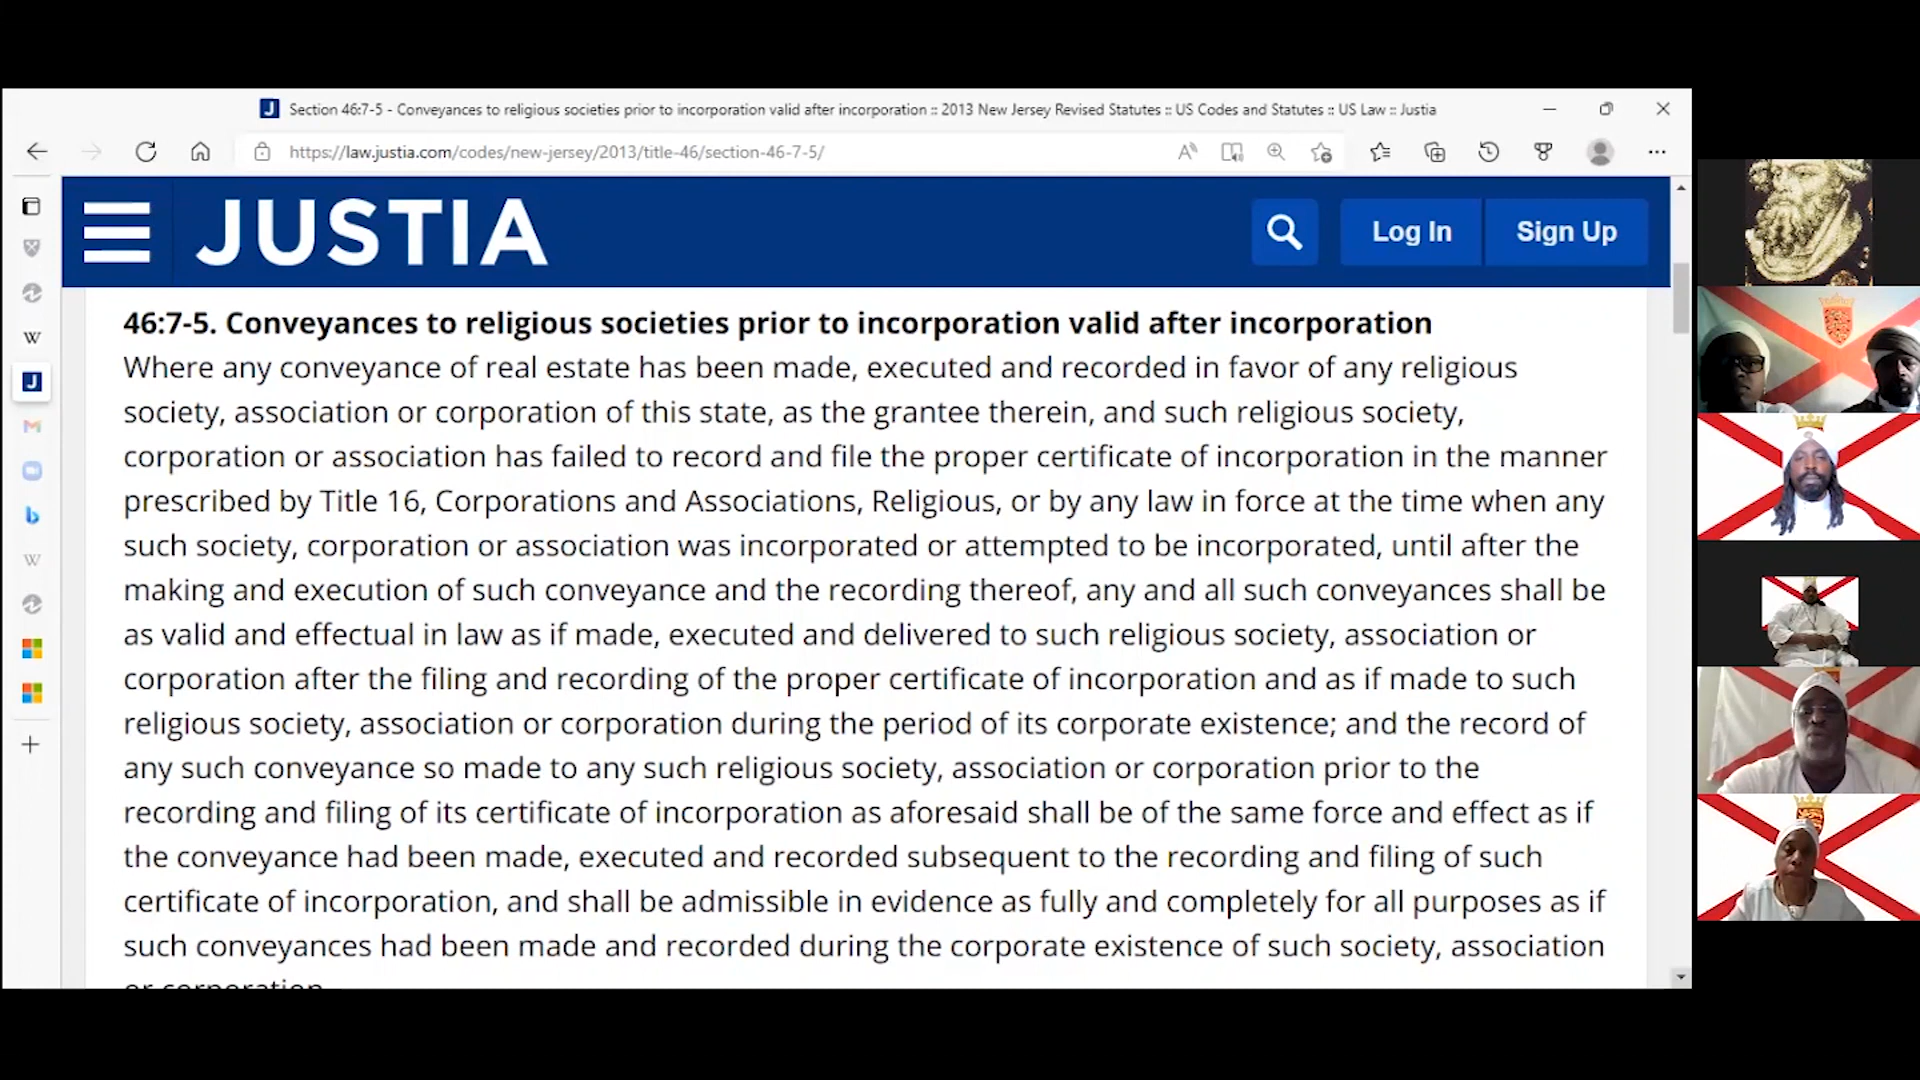 Section 46:7-5 - Conveyances to religious societies prior to incorporation valid after incorporation :: 2013 New Jersey Revised Statutes :: US Codes and Statutes :: US Law :: Justia
https://law.justia.com/codes/new-jersey/2013/title-46/section-46-7-5/
JUSTIA
Log In
Sign Up
46:7-5. Conveyances to religious societies prior to incorporation valid after incorporation
Where any conveyance of real estate has been made, executed and recorded in favor of any religious
society, association or corporation of this state, as the grantee therein, and such religious society,
corporation or association has failed to record and file the proper certificate of incorporation in the manner
prescribed by Title 16, Corporations and Associations, Religious, or by any law in force at the time when any
such society, corporation or association was incorporated or attempted to be incorporated, until after the
making and execution of such conveyance and the recording thereof, any and all such conveyances shall be
as valid and effectual in law as if made, executed and delivered to such religious society, association or
corporation after the filing and recording of the proper certificate of incorporation and as if made to such
religious society, association or corporation during the period of its corporate existence; and the record of
any such conveyance so made to any such religious society, association or corporation prior to the
recording and filing of its certificate of incorporation as aforesaid shall be of the same force and effect as if
the conveyance had been made, executed and recorded subsequent to the recording and filing of such
certificate of incorporation, and shall be admissible in evidence as fully and completely for all purposes as if
such conveyances had been made and recorded during the corporate existence of such society, association
or corporation.